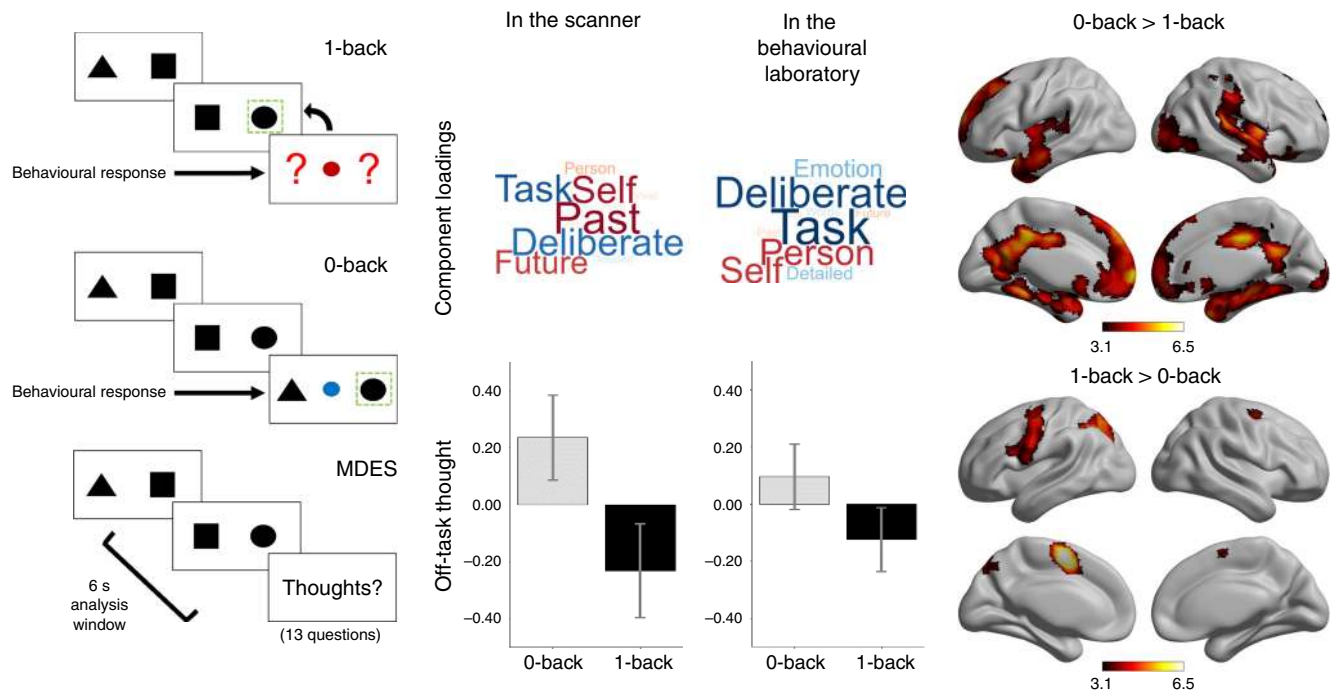 1-back
? ?
Behavioural response
0-back
Behavioural response
MDES
6 s
analysis
window
Thoughts?
(13 questions)
In the scanner
In the
behavioural
laboratory
Component loadings
Person
Task Self
Past
Deliberate
Future
Emotion
Deliberate
Task
Future
Person
Self
Detailed
Off-task thought
0.40
0.20
0.00
−0.20
−0.40
0-back 1-back
0.40
0.20
0.00
−0.20
−0.40
0-back 1-back
0-back > 1-back
3.1 6.5
1-back > 0-back
3.1 6.5